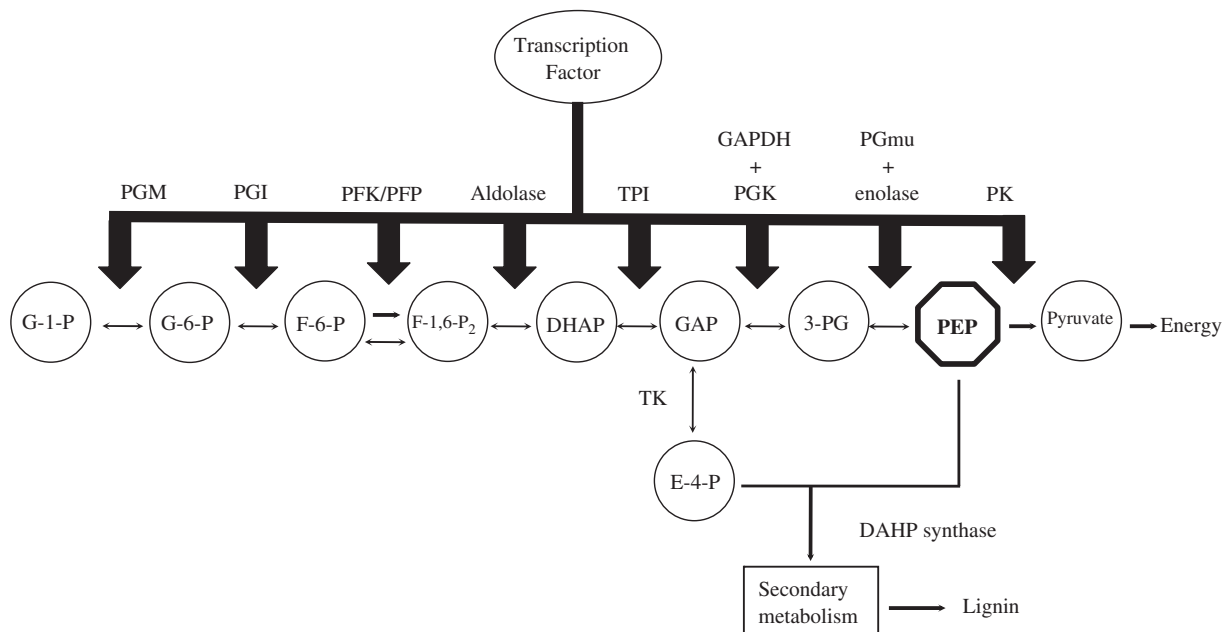 Transcription
Factor
GAPDH
+
PGK
PGmu
+
enolase
PGM
PGI
PFK/PFP
Aldolase
TPI
PK
G-1-P
G-6-P
F-6-P
F-1,6-P₂
DHAP
GAP
3-PG
PEP
Pyruvate
Energy
TK
E-4-P
DAHP synthase
Secondary
metabolism
Lignin